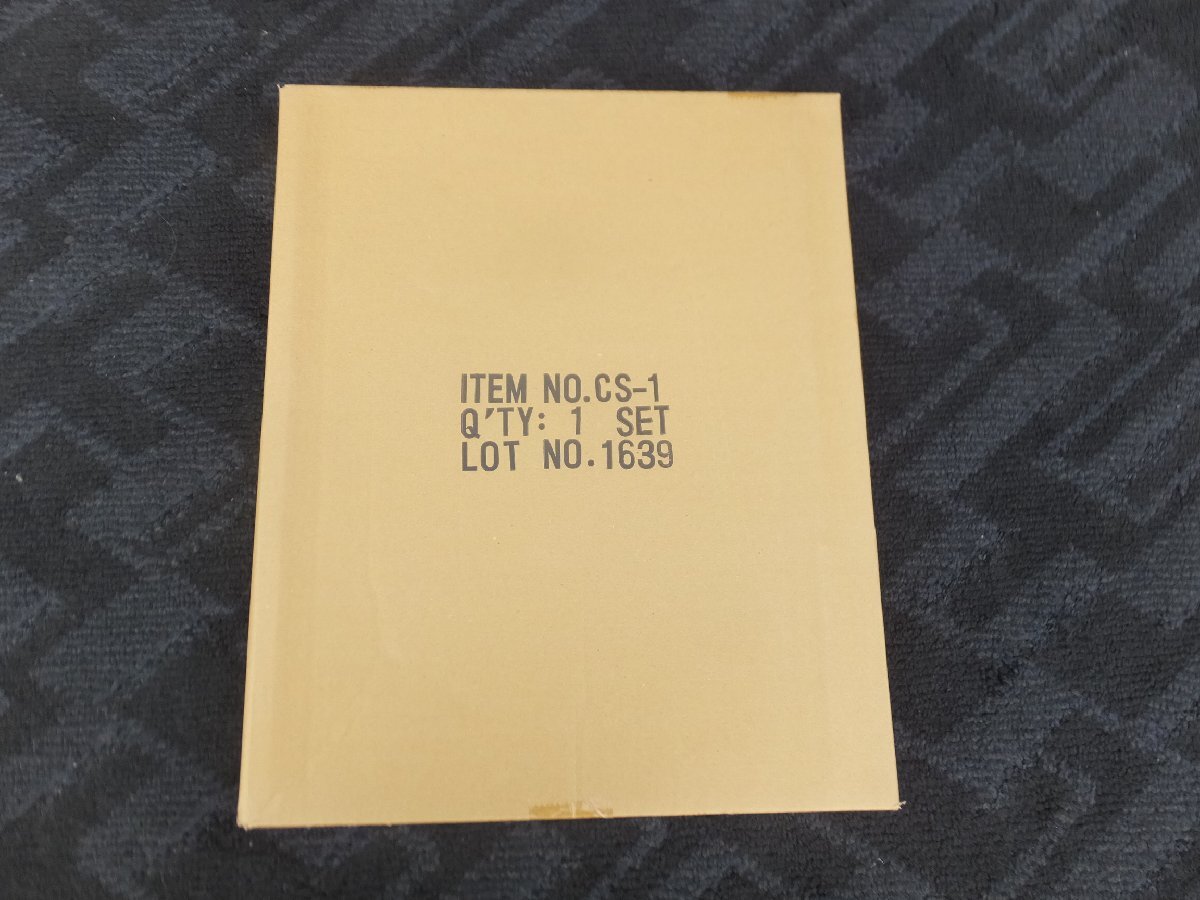 ITEM NO.CS-1
Q'TY: 1 SET
LOT NO.1639